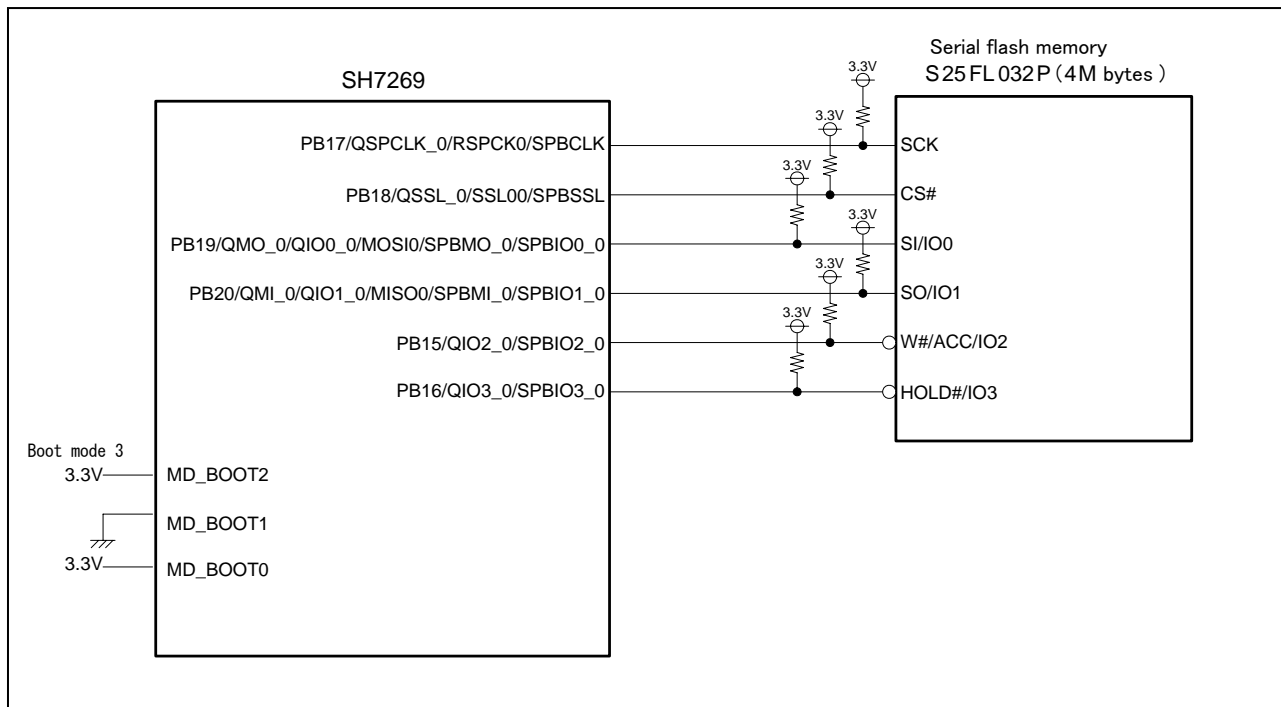 Serial flash memory
S25FL032P (4M bytes )
SH7269
3.3V
PB17/QSPCLK_0/RSPCK0/SPBCLK
SCK
3.3V
PB18/QSSL_0/SSL00/SPBSSL
CS#
3.3V
PB19/QMO_0/QIO0_0/MOSI0/SPBMO_0/SPBIO0_0
SI/IO0
3.3V
PB20/QMI_0/QIO1_0/MISO0/SPBMI_0/SPBIO1_0
SO/IO1
3.3V
PB15/QIO2_0/SPBIO2_0
W#/ACC/IO2
3.3V
PB16/QIO3_0/SPBIO3_0
HOLD#/IO3
Boot mode 3
3.3V
MD_BOOT2
MD_BOOT1
3.3V
MD_BOOT0